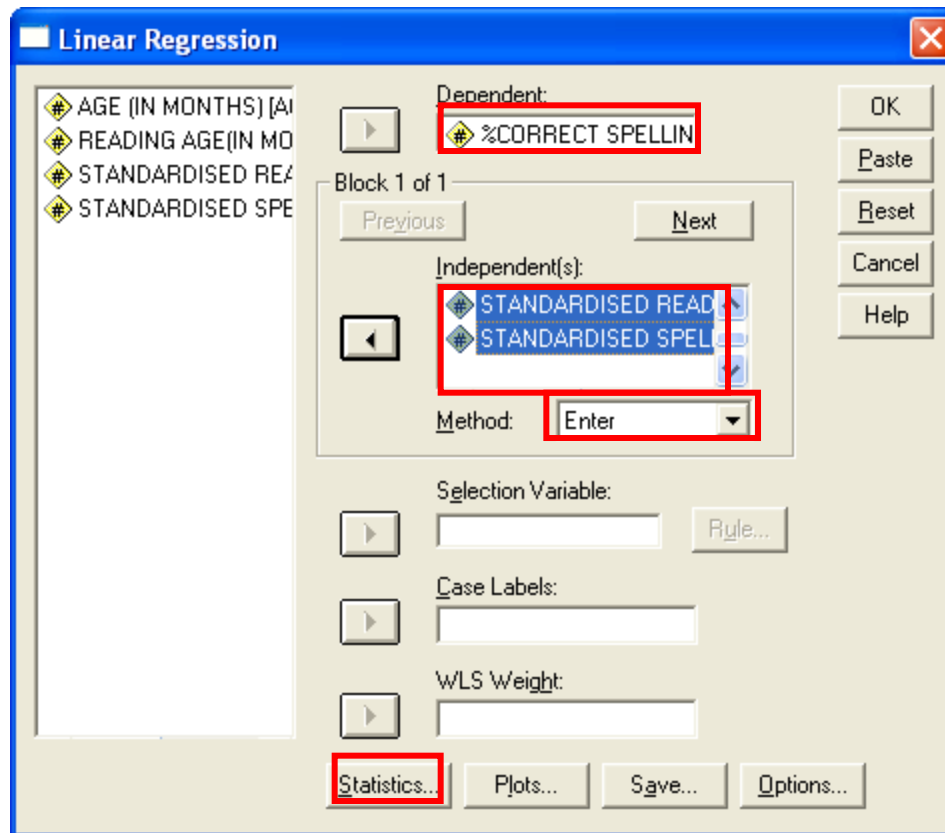 Linear Regression
AGE (IN MONTHS) [A
READING AGE(IN MO
STANDARDISED REA
STANDARDISED SPE
Dependent:
%CORRECT SPELLIN
Block 1 of 1
Previous
Next
Independent(s):
STANDARDISED READ
STANDARDISED SPEL
Method:
Enter
Selection Variable:
Rule...
Case Labels:
WLS Weight:
Statistics...
Plots...
Save...
Options...
OK
Paste
Reset
Cancel
Help